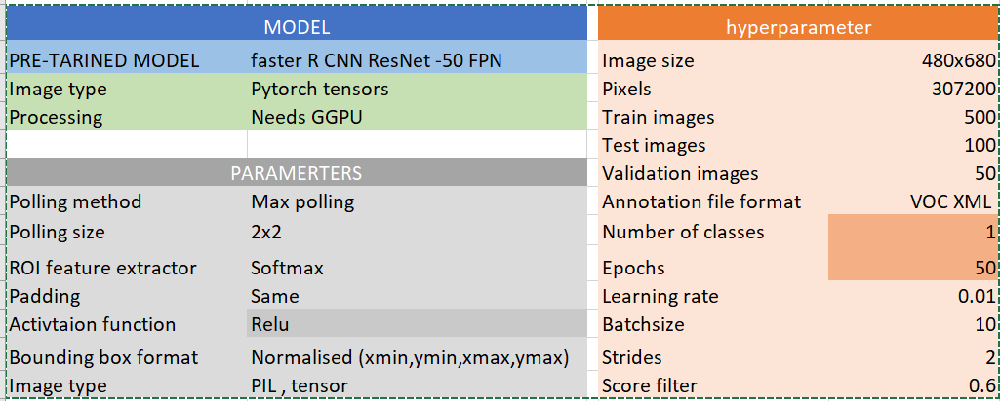 MODEL
PRE-TARINED MODEL faster R CNN ResNet -50 FPN
Image type Pytorch tensors
Processing Needs GGPU
PARAMERTERS
Polling method Max polling
Polling size 2x2
ROI feature extractor Softmax
Padding Same
Activtaion function Relu
Bounding box format Normalised (xmin,ymin,xmax,ymax)
Image type PIL , tensor
hyperparameter
Image size 480x680
Pixels 307200
Train images 500
Test images 100
Validation images 50
Annotation file format VOC XML
Number of classes 1
Epochs 50
Learning rate 0.01
Batchsize 10
Strides 2
Score filter 0.6